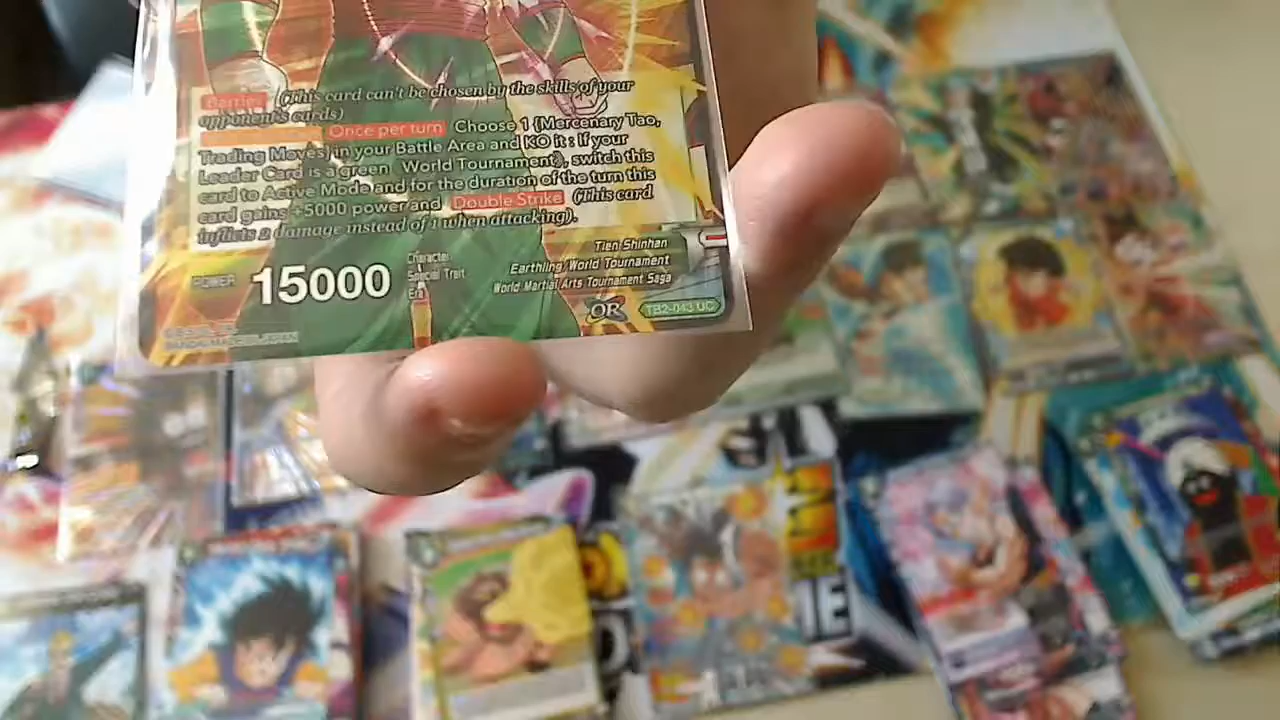 Barrier (This card can't be chosen by the skills of your
opponent's cards)
Once per turn Choose 1 {Mercenary Tao,
Trading Moves} in your Battle Area and KO it : If your
Leader Card is a green World Tournament, switch this
card to Active Mode and for the duration of the turn this
card gains +5000 power and Double Strike (This card
inflicts 2 damage instead of 1 when attacking).
POWER 15000
Character
Special Trait
Era
Tien Shinhan
Earthling/World Tournament
World Martial Arts Tournament Saga
OR TB2-043 UC